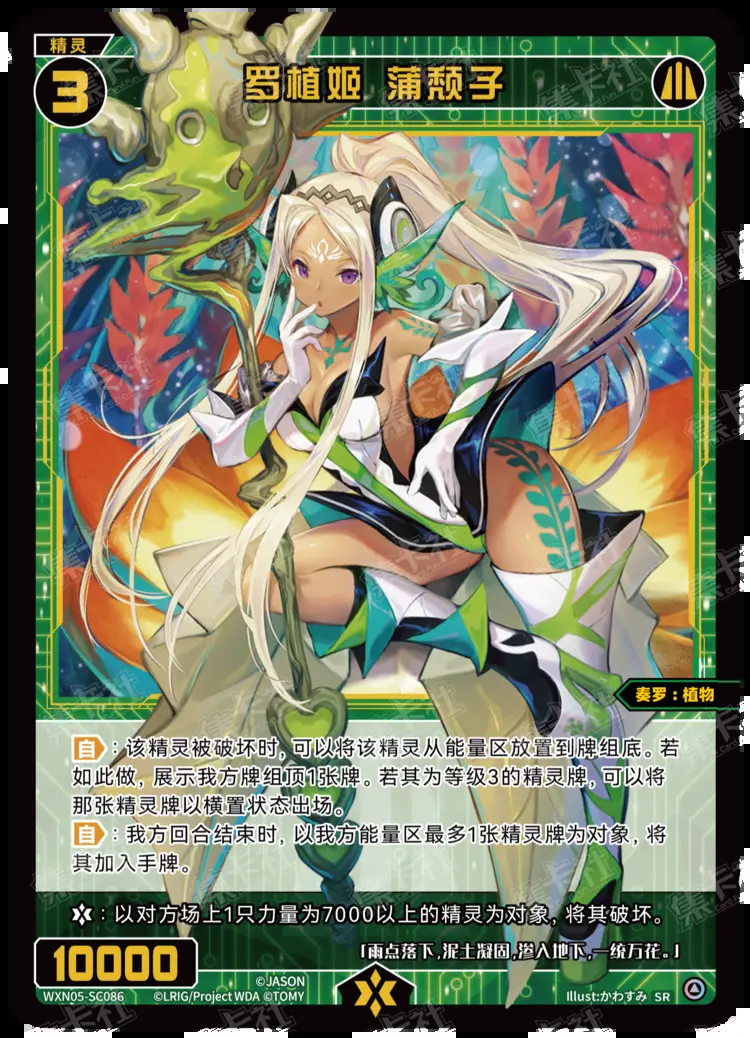 精灵
3
罗植姬 蒲颓子
奏罗：植物
自：该精灵被破坏时，可以将该精灵从能量区放置到牌组底。若
如此做，展示我方牌组顶1张牌。若其为等级3的精灵牌，可以将
那张精灵牌以横置状态出场。
自：我方回合结束时，以我方能量区最多1张精灵牌为对象，将
其加入手牌。
：以对方场上1只力量为7000以上的精灵为对象，将其破坏。
「雨点落下，泥土凝固，渗入地下，一统万花。」
10000
©JASON
WXN05-SC086 ©LRIG/Project WDA ©TOMY
Illust:かわすみ SR
集卡社